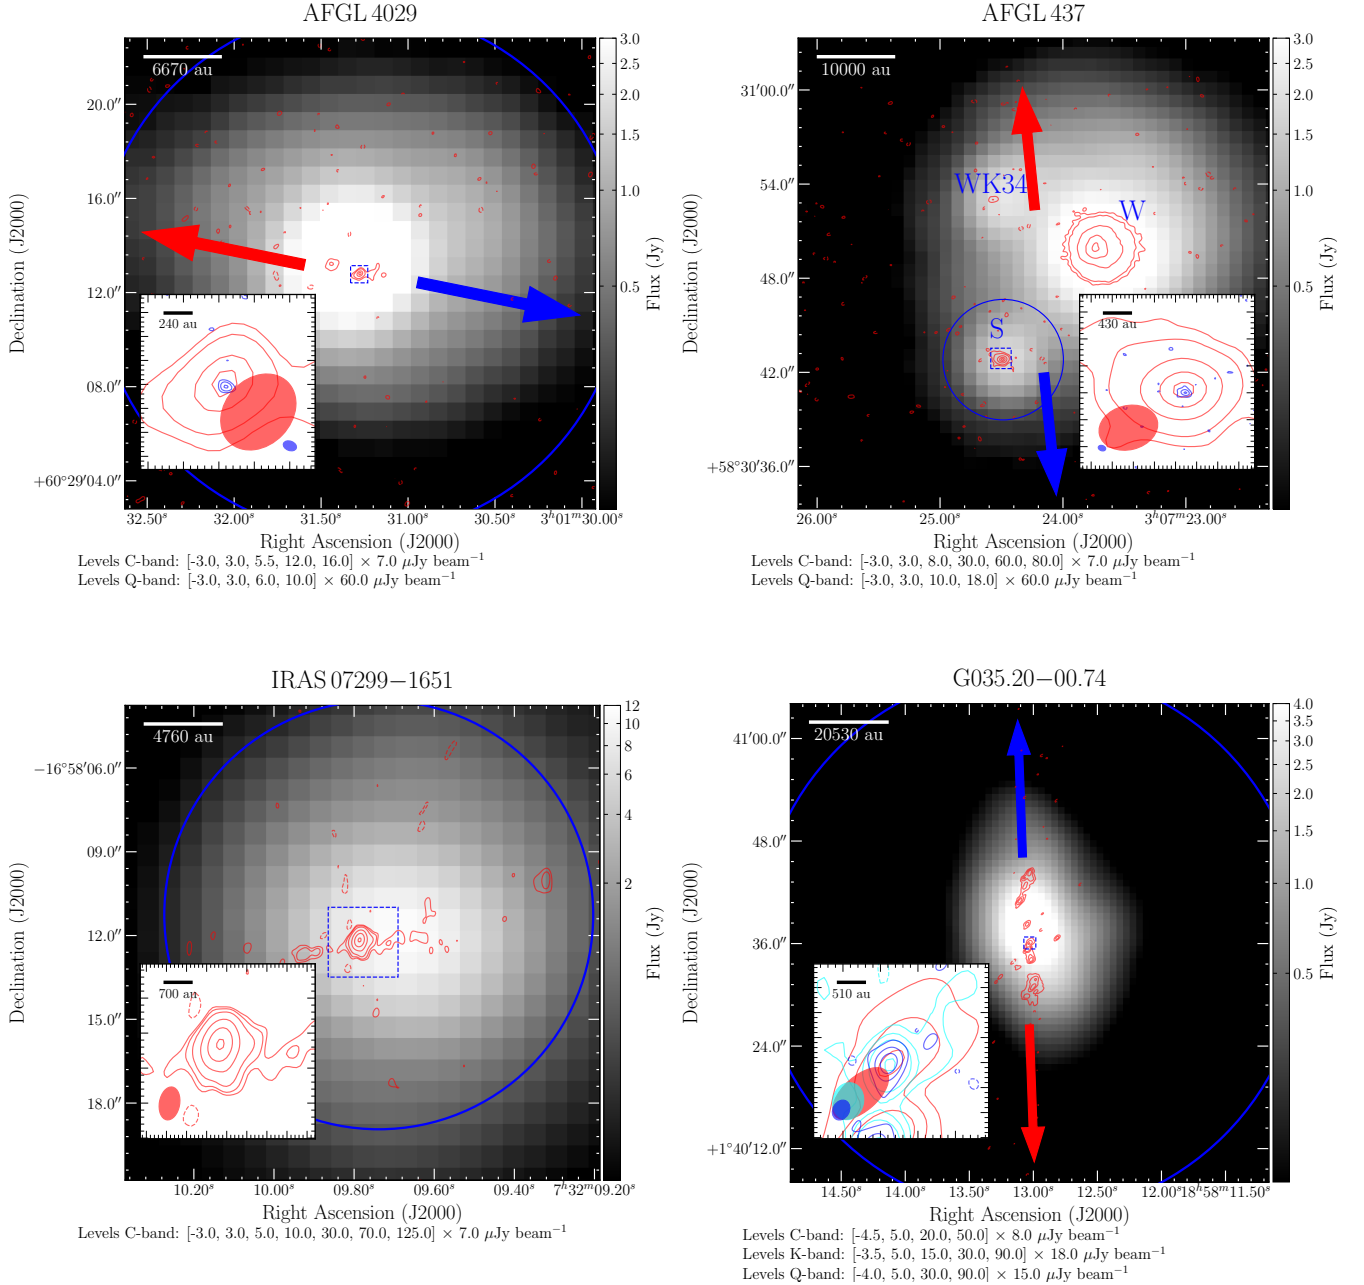 AFGL 4029
6670 au
Declination (J2000)
20.0″
16.0″
12.0″
08.0″
+60°29′04.0″
240 au
32.50ˢ 32.00ˢ 31.50ˢ 31.00ˢ 30.50ˢ 3ʰ01ᵐ30.00ˢ
Right Ascension (J2000)
3.0
2.5
2.0
1.5
1.0
0.5
Flux (Jy)
Levels C-band: [-3.0, 3.0, 5.5, 12.0, 16.0] × 7.0 μJy beam⁻¹
Levels Q-band: [-3.0, 3.0, 6.0, 10.0] × 60.0 μJy beam⁻¹
AFGL 437
10000 au
Declination (J2000)
31′00.0″
54.0″
48.0″
42.0″
+58°30′36.0″
WK34
W
S
430 au
26.00ˢ 25.00ˢ 24.00ˢ 3ʰ07ᵐ23.00ˢ
Right Ascension (J2000)
3.0
2.5
2.0
1.5
1.0
0.5
Flux (Jy)
Levels C-band: [-3.0, 3.0, 8.0, 30.0, 60.0, 80.0] × 7.0 μJy beam⁻¹
Levels Q-band: [-3.0, 3.0, 10.0, 18.0] × 60.0 μJy beam⁻¹
IRAS 07299−1651
4760 au
Declination (J2000)
−16°58′06.0″
09.0″
12.0″
15.0″
18.0″
700 au
10.20ˢ 10.00ˢ 09.80ˢ 09.60ˢ 09.40ˢ 7ʰ32ᵐ09.20ˢ
Right Ascension (J2000)
12
10
8
6
4
2
Flux (Jy)
Levels C-band: [-3.0, 3.0, 5.0, 10.0, 30.0, 70.0, 125.0] × 7.0 μJy beam⁻¹
G035.20−00.74
20530 au
Declination (J2000)
41′00.0″
48.0″
36.0″
24.0″
+1°40′12.0″
510 au
14.50ˢ 14.00ˢ 13.50ˢ 13.00ˢ 12.50ˢ 12.00ˢ 18ʰ58ᵐ11.50ˢ
Right Ascension (J2000)
4.0
3.5
3.0
2.5
2.0
1.5
1.0
0.5
Flux (Jy)
Levels C-band: [-4.5, 5.0, 20.0, 50.0] × 8.0 μJy beam⁻¹
Levels K-band: [-3.5, 5.0, 15.0, 30.0, 90.0] × 18.0 μJy beam⁻¹
Levels Q-band: [-4.0, 5.0, 30.0, 90.0] × 15.0 μJy beam⁻¹